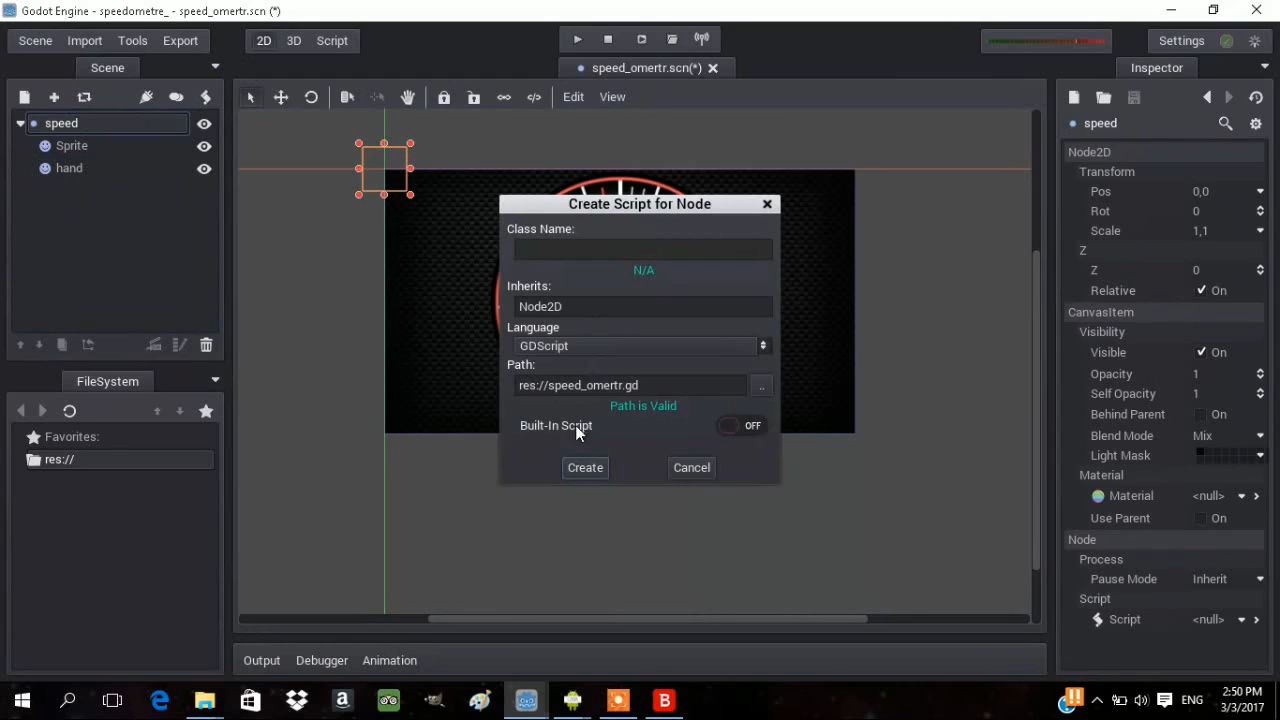 Godot Engine - speedometre_ - speed_omertr.scn (*)
Scene Import Tools Export 2D 3D Script Settings
Scene speed_omertr.scn(*) Inspector
Edit View
speed
Sprite
hand
speed
Node2D
Transform
Pos 0,0
Rot 0
Scale 1,1
Z
Z 0
Relative On
CanvasItem
Visibility
Visible On
Opacity 1
Self Opacity 1
Behind Parent On
Blend Mode Mix
Light Mask
Material
Material <null>
Use Parent On
Node
Process
Pause Mode Inherit
Script
Script <null>
Create Script for Node
Class Name:
N/A
Inherits:
Node2D
Language
GDScript
Path:
res://speed_omertr.gd ..
Path is Valid
Built-In Script OFF
Create Cancel
FileSystem
Favorites:
res://
Output Debugger Animation
ENG
2:50 PM
3/3/2017